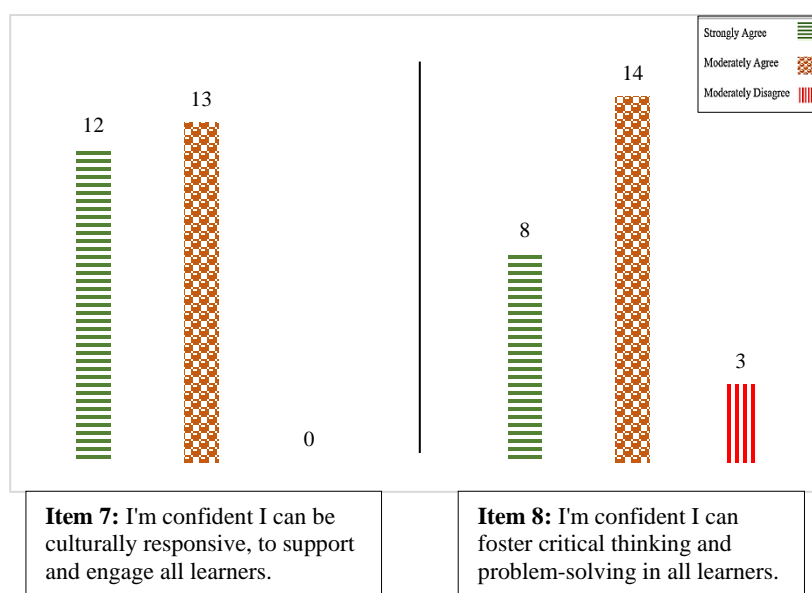 Strongly Agree
Moderately Agree
Moderately Disagree
12
13
0
8
14
3
Item 7: I'm confident I can be
culturally responsive, to support
and engage all learners.
Item 8: I'm confident I can
foster critical thinking and
problem-solving in all learners.